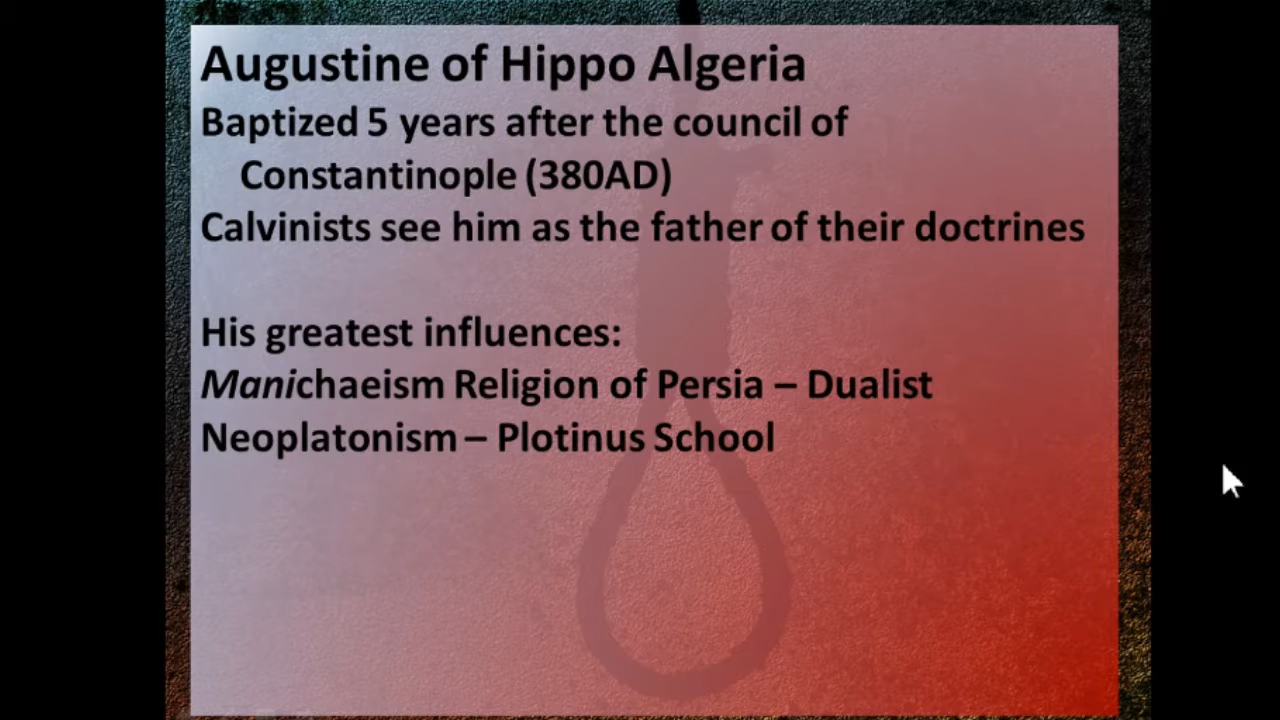 Augustine of Hippo Algeria
Baptized 5 years after the council of
Constantinople (380AD)
Calvinists see him as the father of their doctrines
His greatest influences:
Manichaeism Religion of Persia – Dualist
Neoplatonism – Plotinus School